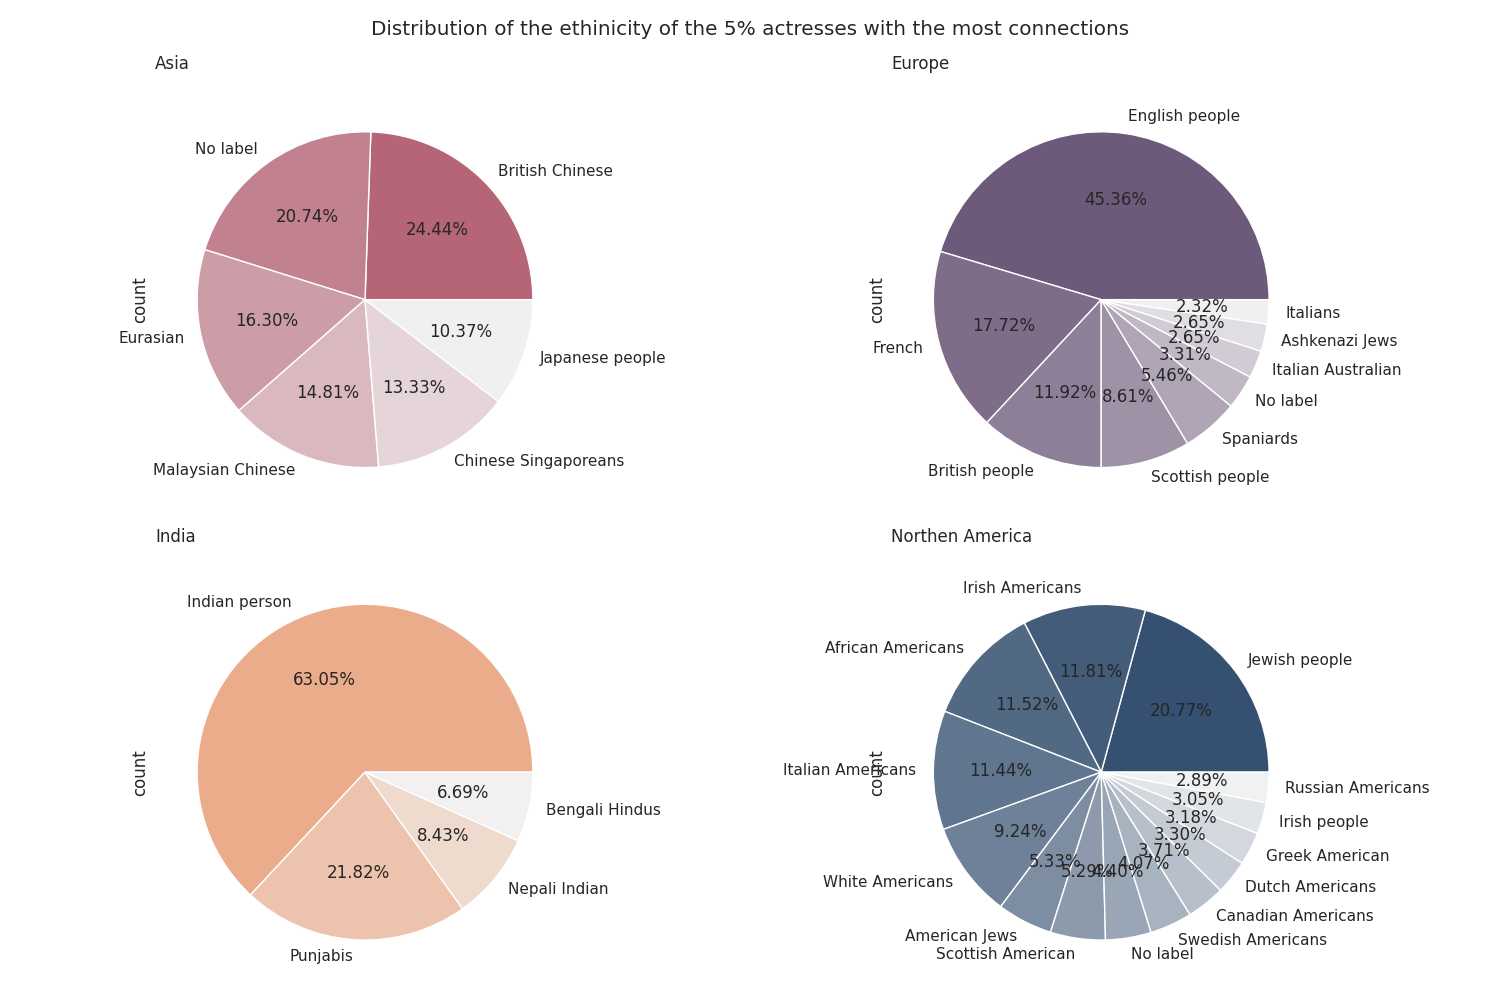 Distribution of the ethinicity of the 5% actresses with the most connections
Asia
No label
British Chinese
20.74%
24.44%
count
16.30%
Eurasian
10.37%
Japanese people
14.81%
13.33%
Malaysian Chinese
Chinese Singaporeans
Europe
English people
45.36%
count
17.72%
French
2.32%
Italians
2.65%
Ashkenazi Jews
2.65%
Italian Australian
3.31%
No label
5.46%
Spaniards
11.92%
8.61%
British people
Scottish people
India
Indian person
63.05%
count
6.69%
Bengali Hindus
8.43%
Nepali Indian
21.82%
Punjabis
Northen America
Irish Americans
African Americans
Jewish people
11.81%
11.52%
20.77%
Italian Americans
count
11.44%
2.89%
Russian Americans
3.05%
Irish people
3.18%
Greek American
3.30%
Dutch Americans
3.71%
Canadian Americans
4.07%
Swedish Americans
4.40%
No label
5.29%
Scottish American
5.33%
American Jews
9.24%
White Americans